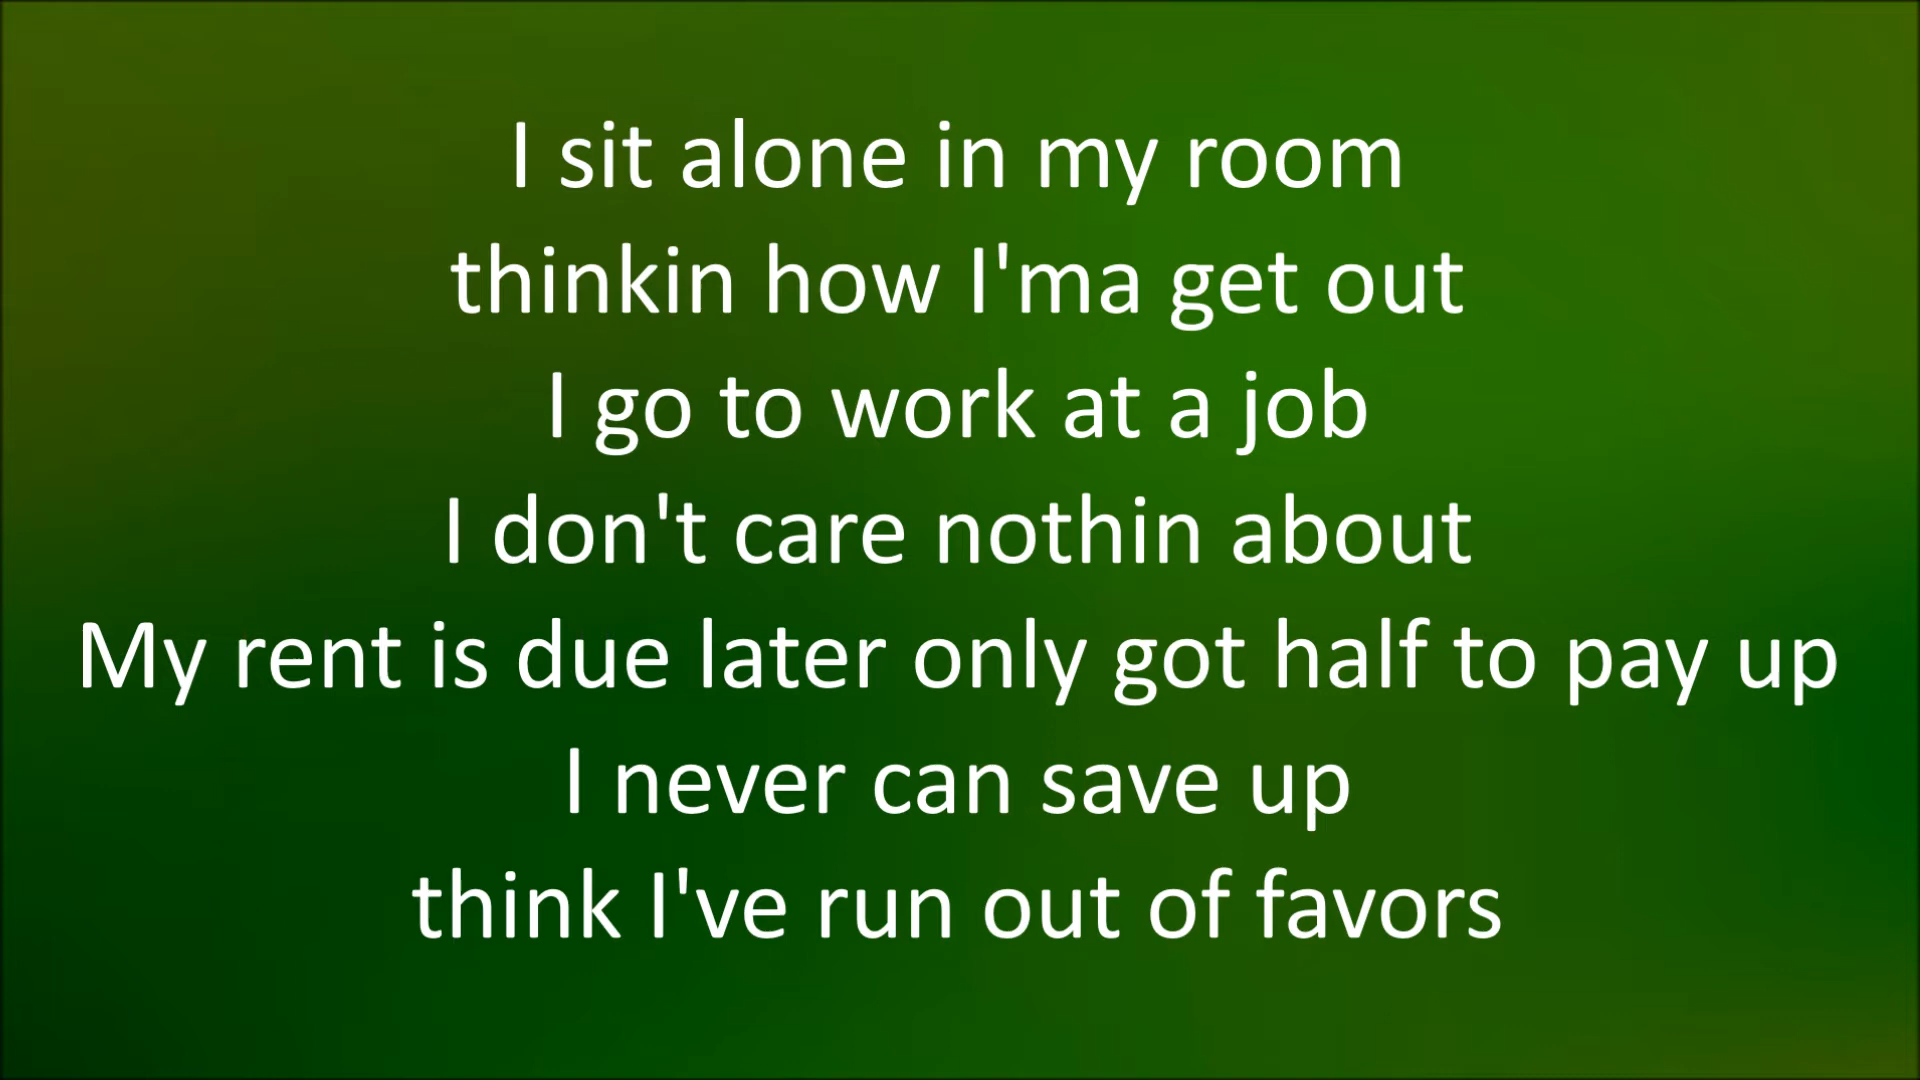 I sit alone in my room
thinkin how I'ma get out
I go to work at a job
I don't care nothin about
My rent is due later only got half to pay up
I never can save up
think I've run out of favors